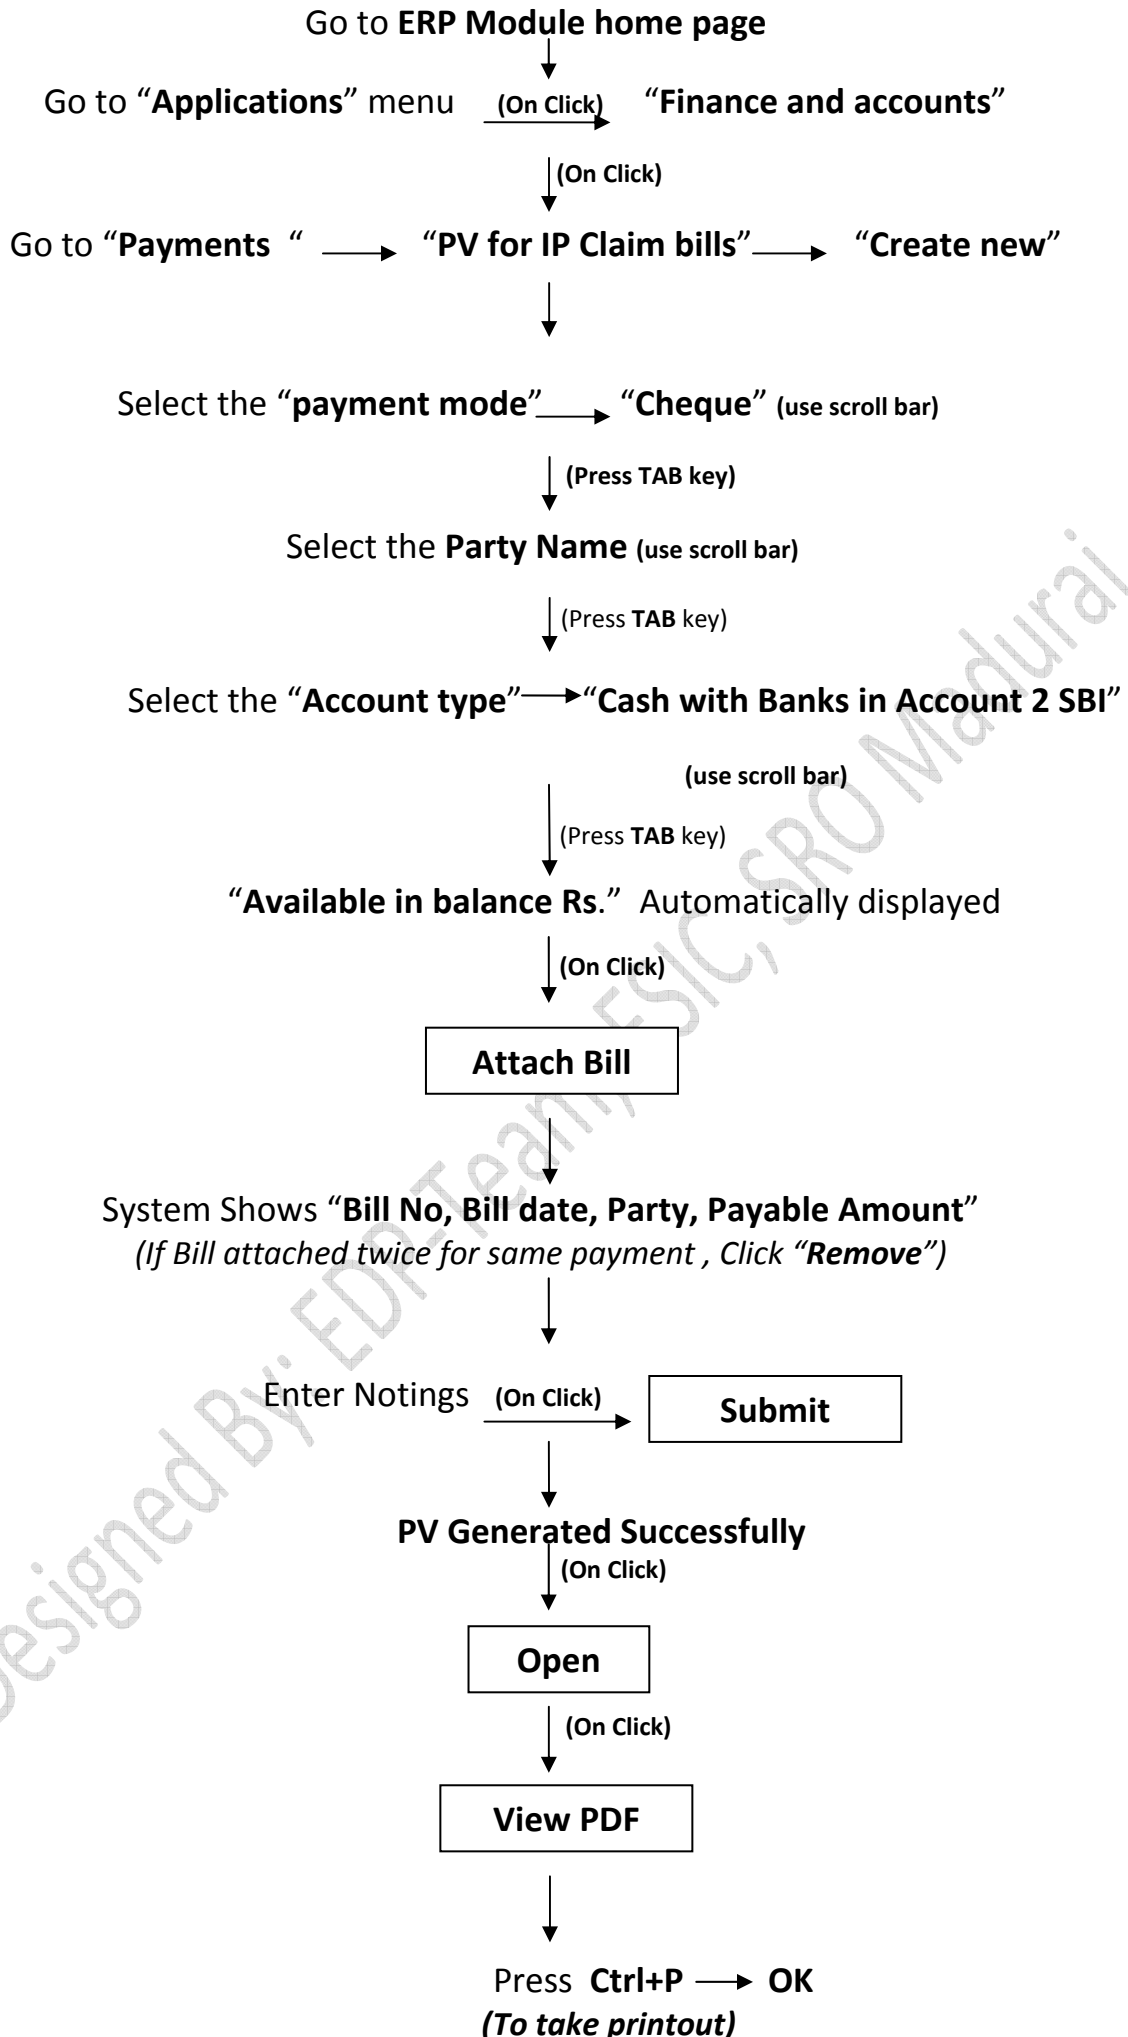 Go to ERP Module home page
Go to “Applications” menu (On Click) “Finance and accounts”
(On Click)
Go to “Payments “ “PV for IP Claim bills” “Create new”
Select the “payment mode” “Cheque” (use scroll bar)
(Press TAB key)
Select the Party Name (use scroll bar)
(Press TAB key)
Select the “Account type” “Cash with Banks in Account 2 SBI”
(use scroll bar)
(Press TAB key)
“Available in balance Rs.” Automatically displayed
(On Click)
Attach Bill
System Shows “Bill No, Bill date, Party, Payable Amount”
(If Bill attached twice for same payment , Click “Remove”)
Enter Notings (On Click) Submit
PV Generated Successfully
(On Click)
Open
(On Click)
View PDF
Press Ctrl+P OK
(To take printout)
Designed By: EDP-Team, ESIC, SRO Madurai